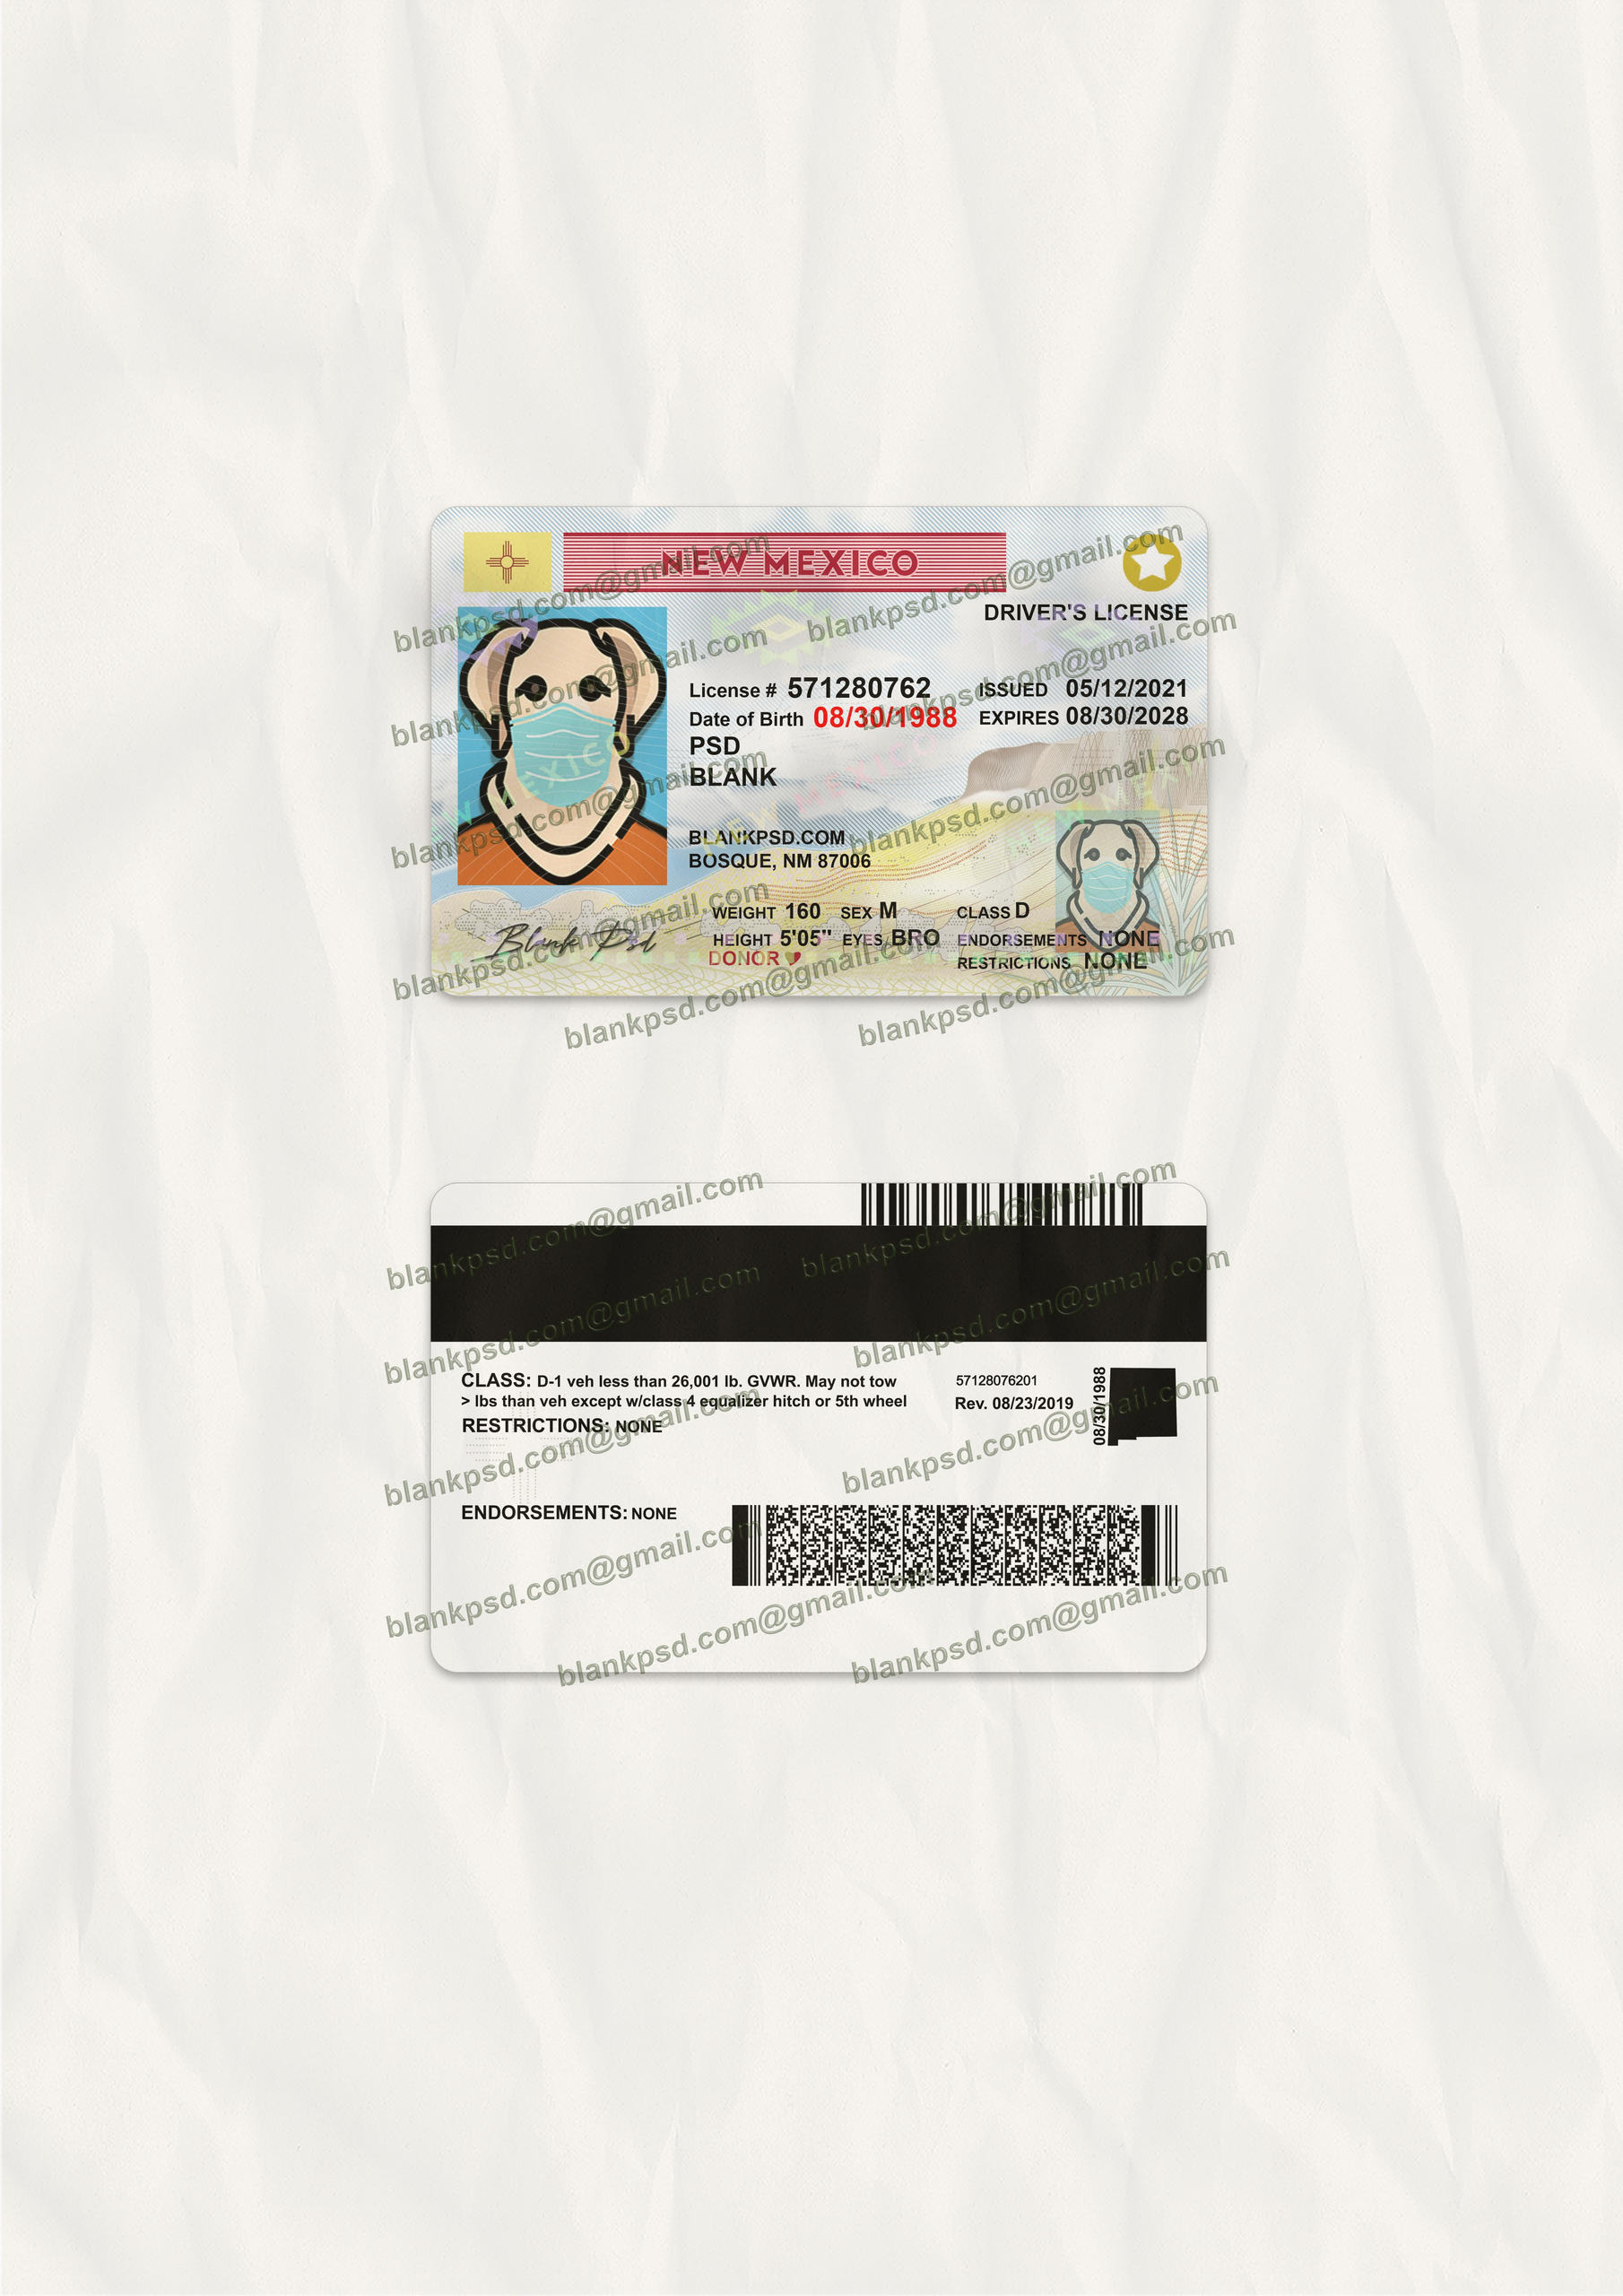 NEW MEXICO
DRIVER'S LICENSE
License # 571280762
ISSUED 05/12/2021
Date of Birth 08/30/1988
EXPIRES 08/30/2028
PSD
BLANK
NEW MEXICO
BLANKPSD.COM
BOSQUE, NM 87006
WEIGHT 160 SEX M
CLASS D
HEIGHT 5'05" EYES BRO
ENDORSEMENTS NONE
DONOR
RESTRICTIONS NONE
Blank Psd
blankpsd.com@gmail.com
blankpsd.com@gmail.com
blankpsd.com@gmail.com
blankpsd.com@gmail.com
blankpsd.com@gmail.com
blankpsd.com@gmail.com
blankpsd.com@gmail.com
blankpsd.com@gmail.com
blankpsd.com@gmail.com
CLASS: D-1 veh less than 26,001 lb. GVWR. May not tow
> lbs than veh except w/class 4 equalizer hitch or 5th wheel
RESTRICTIONS: NONE
57128076201
Rev. 08/23/2019
08/30/1988
ENDORSEMENTS: NONE
blankpsd.com@gmail.com
blankpsd.com@gmail.com
blankpsd.com@gmail.com
blankpsd.com@gmail.com
blankpsd.com@gmail.com
blankpsd.com@gmail.com
blankpsd.com@gmail.com
blankpsd.com@gmail.com
blankpsd.com@gmail.com